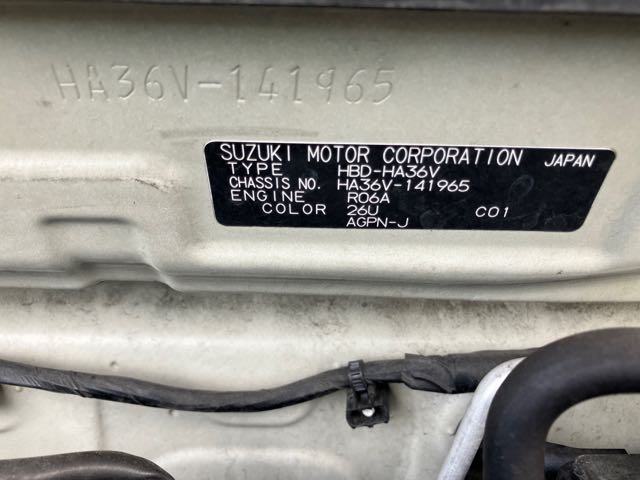 HA36V-141965
SUZUKI MOTOR CORPORATION JAPAN
TYPE HBD-HA36V
CHASSIS NO. HA36V-141965
ENGINE R06A
COLOR 26U C01
AGPN-J